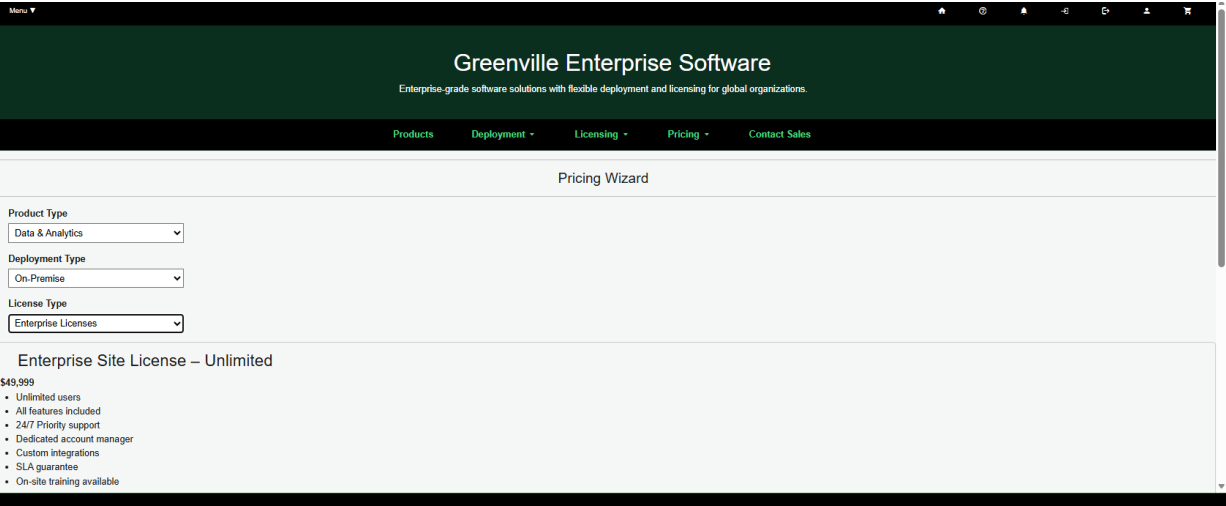 Menu ▼
Greenville Enterprise Software
Enterprise-grade software solutions with flexible deployment and licensing for global organizations.
Products Deployment Licensing Pricing Contact Sales
Pricing Wizard
Product Type
Data & Analytics
Deployment Type
On-Premise
License Type
Enterprise Licenses
Enterprise Site License – Unlimited
$49,999
• Unlimited users
• All features included
• 24/7 Priority support
• Dedicated account manager
• Custom integrations
• SLA guarantee
• On-site training available